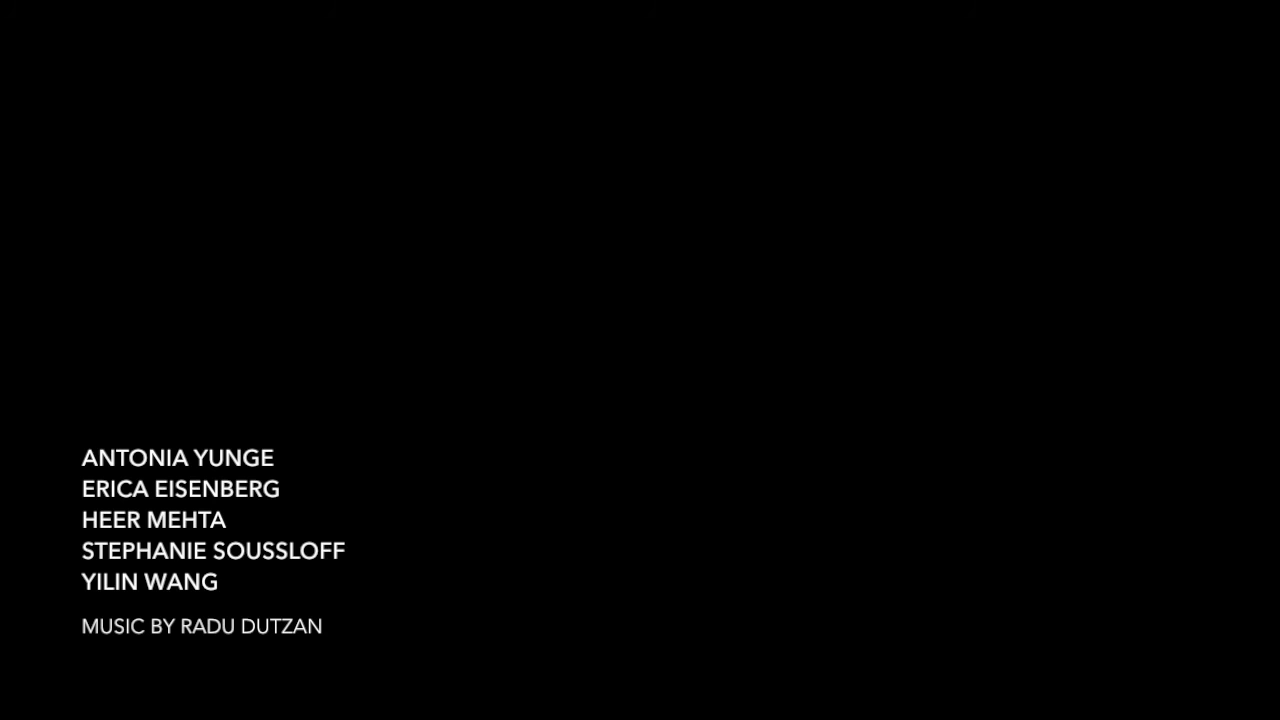 ANTONIA YUNGE
ERICA EISENBERG
HEER MEHTA
STEPHANIE SOUSSLOFF
YILIN WANG
MUSIC BY RADU DUTZAN